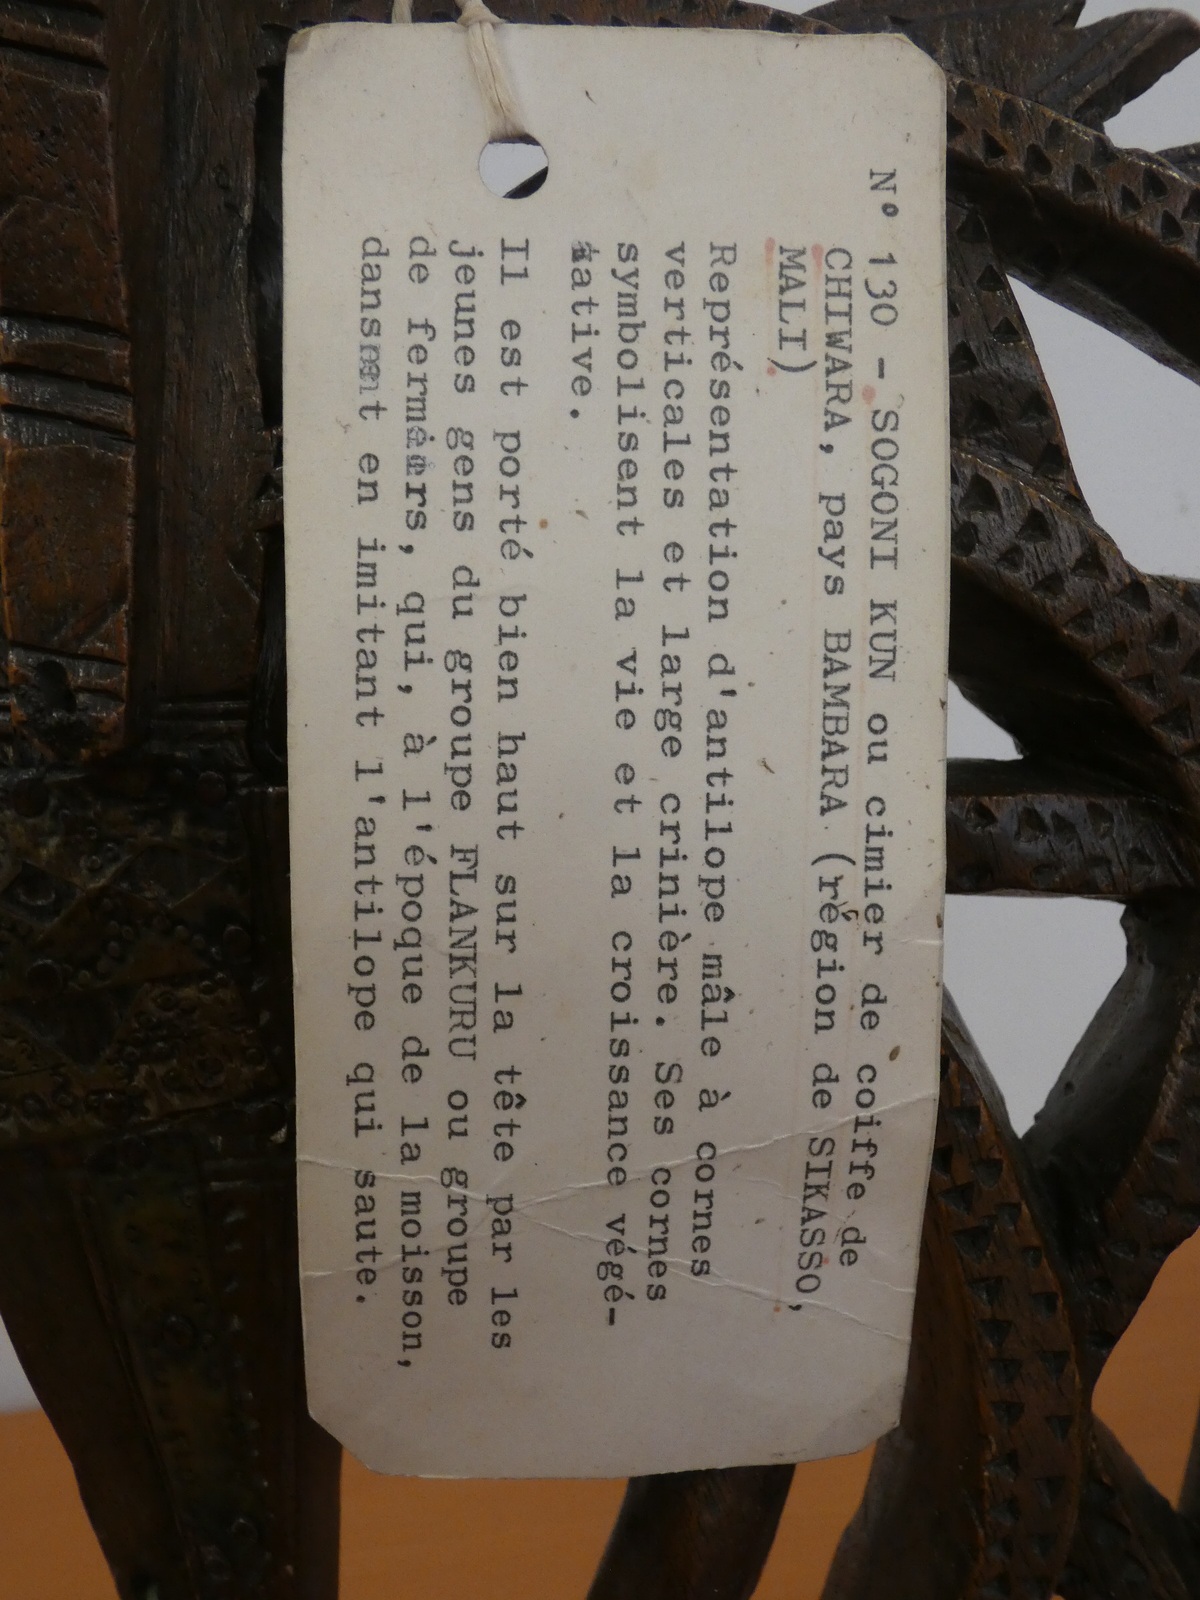 N° 130 - SOGONI KUN ou cimier de coiffe de
CHIWARA, pays BAMBARA (région de SIKASSO,
MALI)
Représentation d'antilope mâle à cornes
verticales et large crinière. Ses cornes
symbolisent la vie et la croissance végé-
tative.
Il est porté bien haut sur la tête par les
jeunes gens du groupe FLANKURU ou groupe
de fermiers, qui, à l'époque de la moisson,
dansent en imitant l'antilope qui saute.